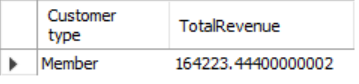 Customer
type
TotalRevenue
Member
164223.44400000002